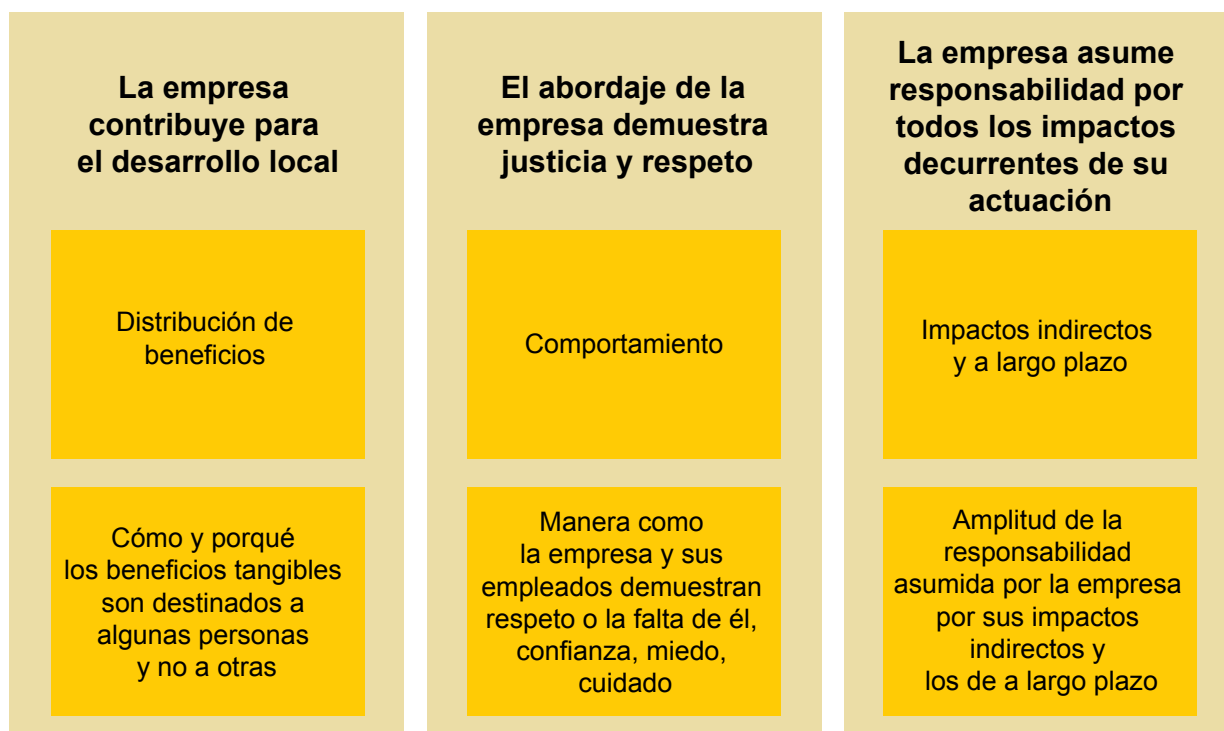 La empresa
contribuye para
el desarrollo local
Distribución de
beneficios
Cómo y porqué
los beneficios tangibles
son destinados a
algunas personas
y no a otras
El abordaje de la
empresa demuestra
justicia y respeto
Comportamiento
Manera como
la empresa y sus
empleados demuestran
respeto o la falta de él,
confianza, miedo,
cuidado
La empresa asume
responsabilidad por
todos los impactos
decurrentes de su
actuación
Impactos indirectos
y a largo plazo
Amplitud de la
responsabilidad
asumida por la empresa
por sus impactos
indirectos y
los de a largo plazo